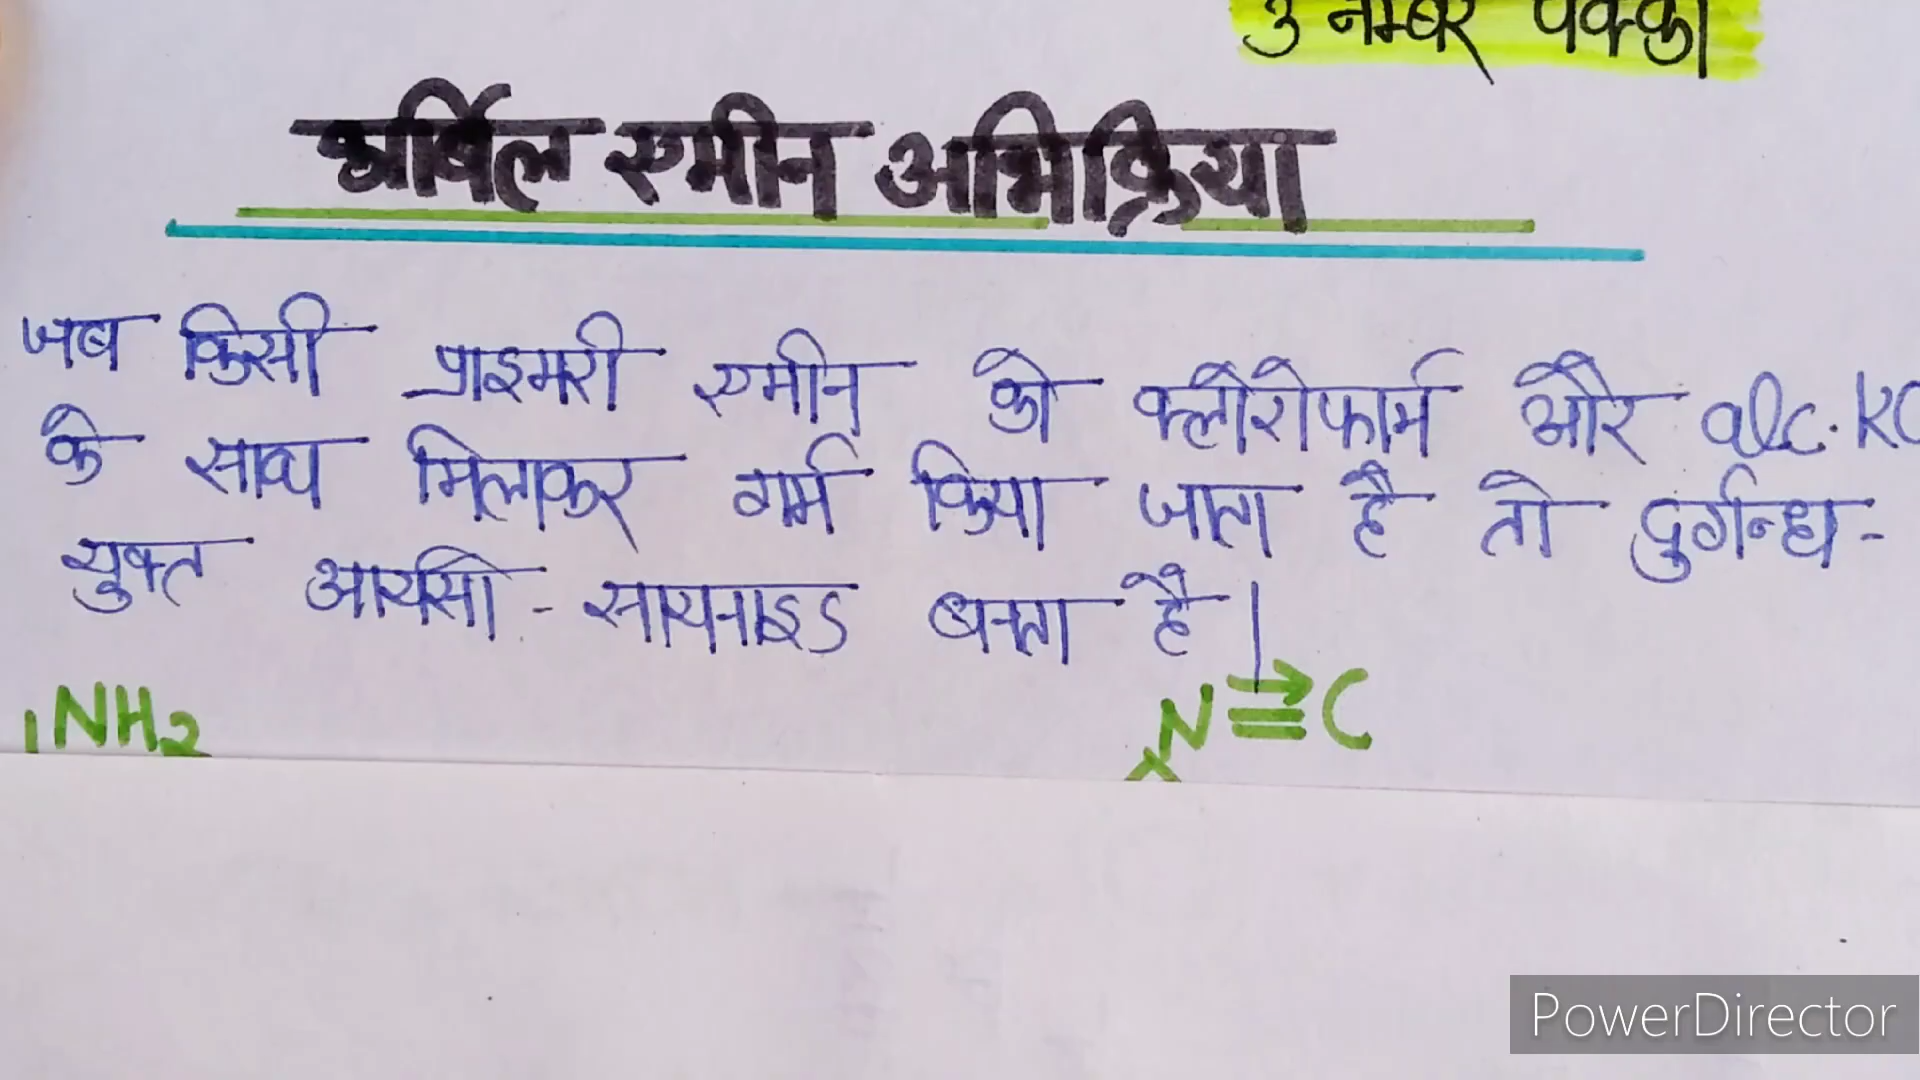 3 नम्बर पक्का
कार्बिल एमीन अभिक्रिया
जब किसी प्राइमरी एमीन को क्लोरोफार्म और alc. KO
के साथ मिलाकर गर्म किया जाता है तो दुर्गन्ध-
युक्त आयसो-सायनाइड बनता है|
NH₂ N≡C
PowerDirector